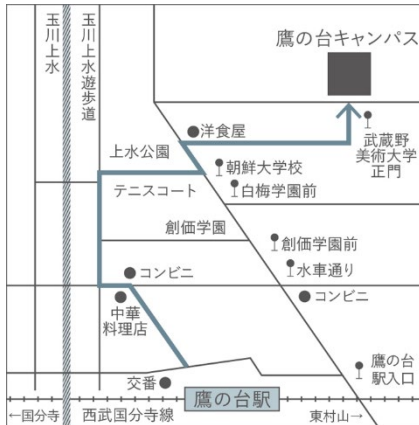 玉川上水
玉川上水遊歩道
鷹の台キャンパス
洋食屋
武蔵野
美術大学
正門
上水公園
朝鮮大学校
テニスコート
白梅学園前
創価学園
創価学園前
水車通り
コンビニ
コンビニ
中華
料理店
鷹の台
駅入口
交番
鷹の台駅
←国分寺
西武国分寺線
東村山→